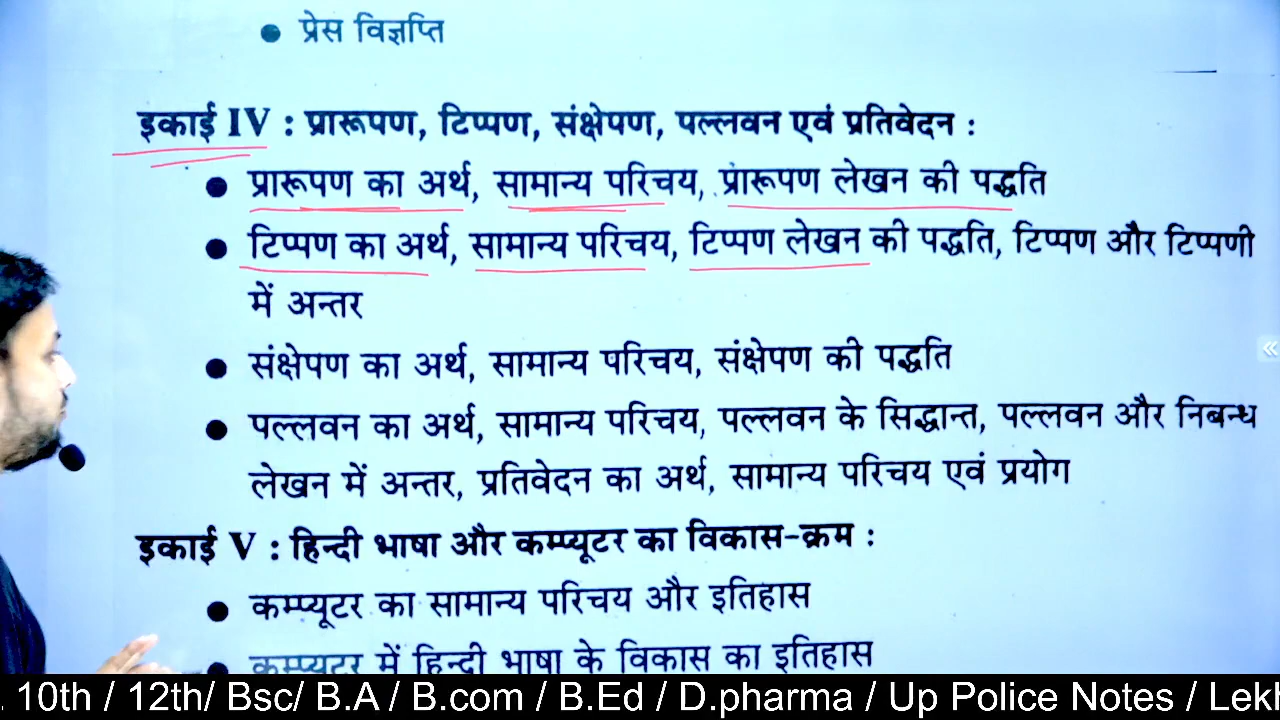 • प्रेस विज्ञप्ति
इकाई IV : प्रारूपण, टिप्पण, संक्षेपण, पल्लवन एवं प्रतिवेदन :
• प्रारूपण का अर्थ, सामान्य परिचय, प्रारूपण लेखन की पद्धति
• टिप्पण का अर्थ, सामान्य परिचय, टिप्पण लेखन की पद्धति, टिप्पण और टिप्पणी
में अन्तर
• संक्षेपण का अर्थ, सामान्य परिचय, संक्षेपण की पद्धति
• पल्लवन का अर्थ, सामान्य परिचय, पल्लवन के सिद्धान्त, पल्लवन और निबन्ध
लेखन में अन्तर, प्रतिवेदन का अर्थ, सामान्य परिचय एवं प्रयोग
इकाई V : हिन्दी भाषा और कम्प्यूटर का विकास-क्रम :
• कम्प्यूटर का सामान्य परिचय और इतिहास
• कम्प्यूटर में हिन्दी भाषा के विकास का इतिहास
10th / 12th/ Bsc/ B.A / B.com / B.Ed / D.pharma / Up Police Notes /